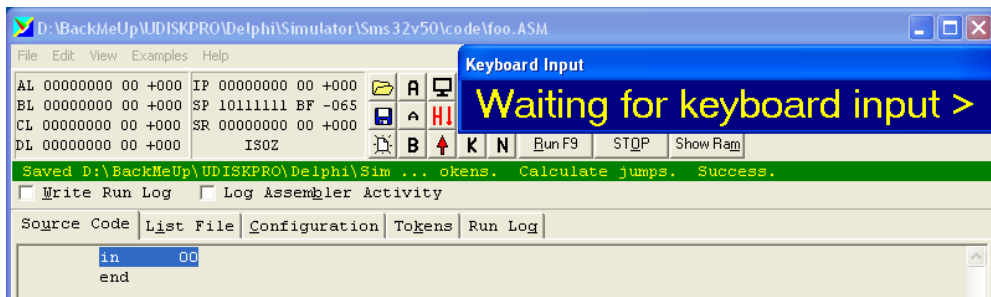 D:\BackMeUp\UDISKPRO\Delphi\Simulator\Sms32v50\code\foo.ASM
File Edit View Examples Help
Keyboard Input
Waiting for keyboard input >
AL 00000000 00 +000 IP 00000000 00 +000
BL 00000000 00 +000 SP 10111111 BF -065
CL 00000000 00 +000 SR 00000000 00 +000
DL 00000000 00 +000 ISOZ
A
A H
B K N Run F9 STOP Show Ram
Saved D:\BackMeUp\UDISKPRO\Delphi\Sim ... okens. Calculate jumps. Success.
Write Run Log Log Assembler Activity
Source Code List File Configuration Tokens Run Log
in 00
end